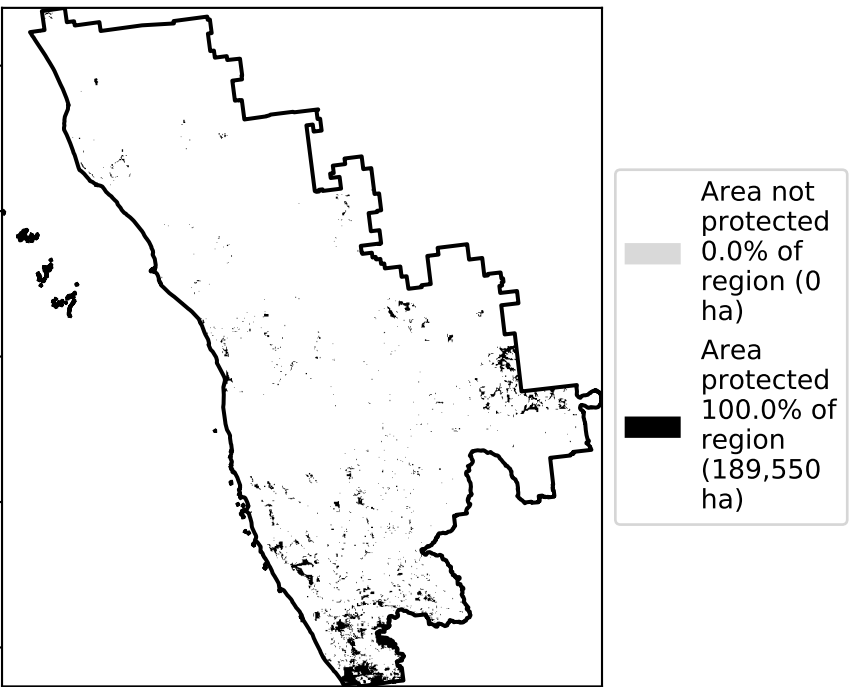 Area not
protected
0.0% of
region (0
ha)
Area
protected
100.0% of
region
(189,550
ha)